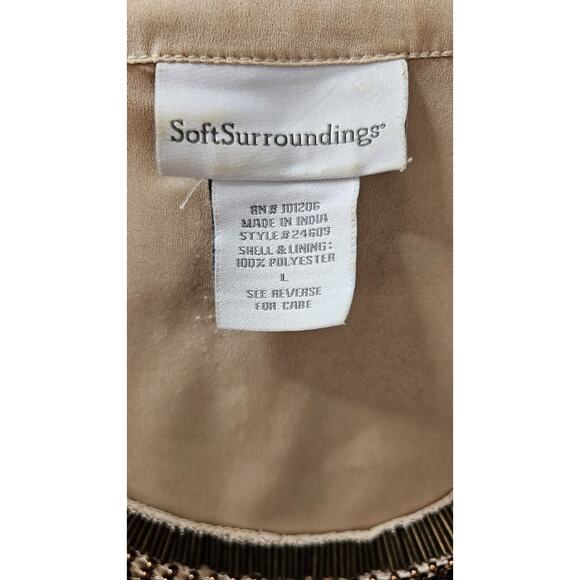 SoftSurroundings®
RN# 101206
MADE IN INDIA
STYLE#24609
SHELL & LINING:
100% POLYESTER
L
SEE REVERSE
FOR CARE